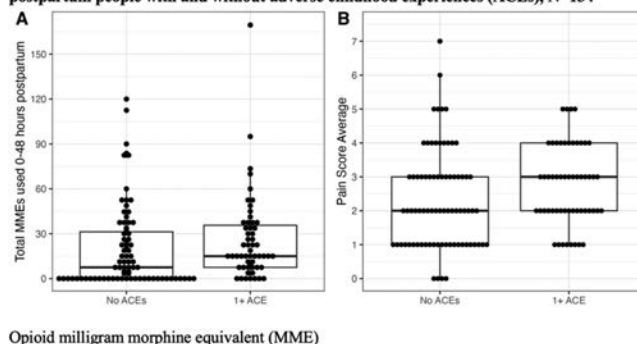 postpartum people with and without adverse childhood experiences (ACEs), N=
A
B
Total MMEs used 0-48 hours postpartum
150
120
90
60
30
0
No ACEs
1+ ACE
Pain Score Average
7
6
5
4
3
2
1
0
No ACEs
1+ ACE
Opioid milligram morphine equivalent (MME)